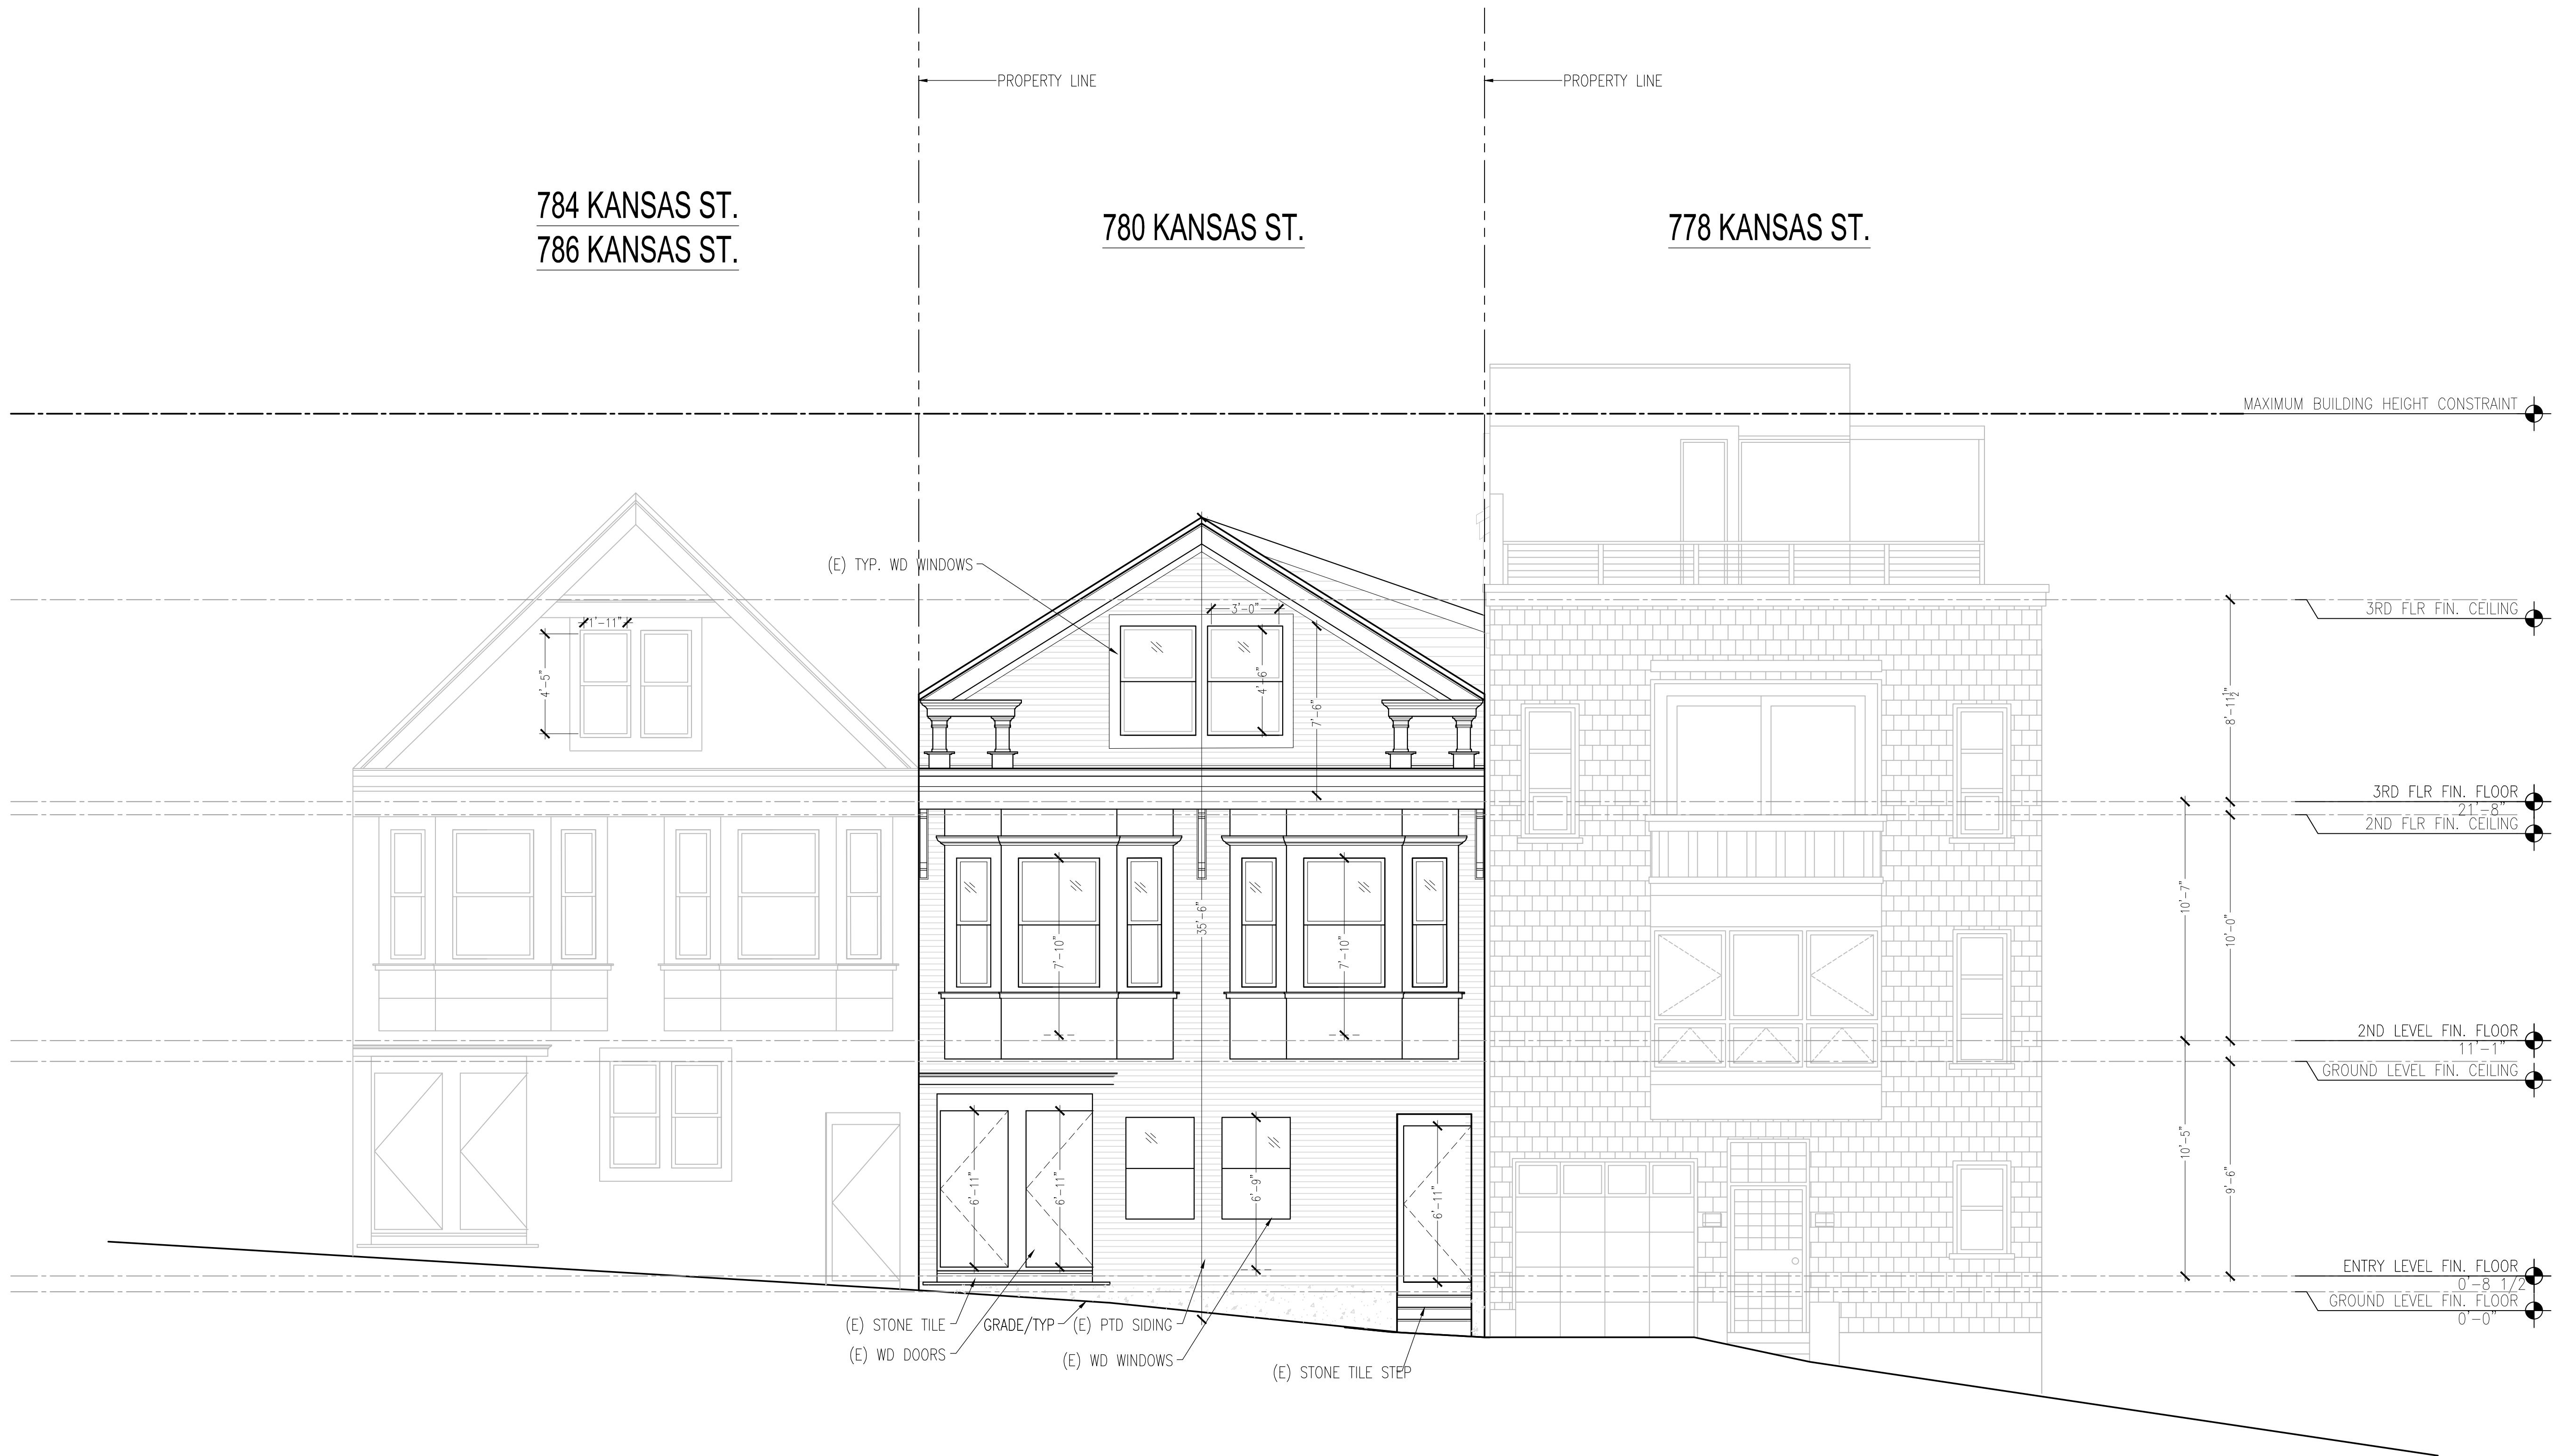 PROPERTY LINE
PROPERTY LINE
784 KANSAS ST.
786 KANSAS ST.
780 KANSAS ST.
778 KANSAS ST.
MAXIMUM BUILDING HEIGHT CONSTRAINT
(E) TYP. WD WINDOWS
3RD FLR FIN. CEILING
1'-11"
3'-0"
4'-5"
4'-6"
7'-6"
8'-11 1/2"
3RD FLR FIN. FLOOR
21'-8"
2ND FLR FIN. CEILING
35'-6"
7'-10"
7'-10"
10'-7"
10'-0"
2ND LEVEL FIN. FLOOR
11'-1"
GROUND LEVEL FIN. CEILING
6'-11"
6'-11"
6'-9"
6'-11"
10'-5"
9'-6"
ENTRY LEVEL FIN. FLOOR
0'-8 1/2"
GROUND LEVEL FIN. FLOOR
0'-0"
(E) STONE TILE
GRADE/TYP
(E) PTD SIDING
(E) WD DOORS
(E) WD WINDOWS
(E) STONE TILE STEP